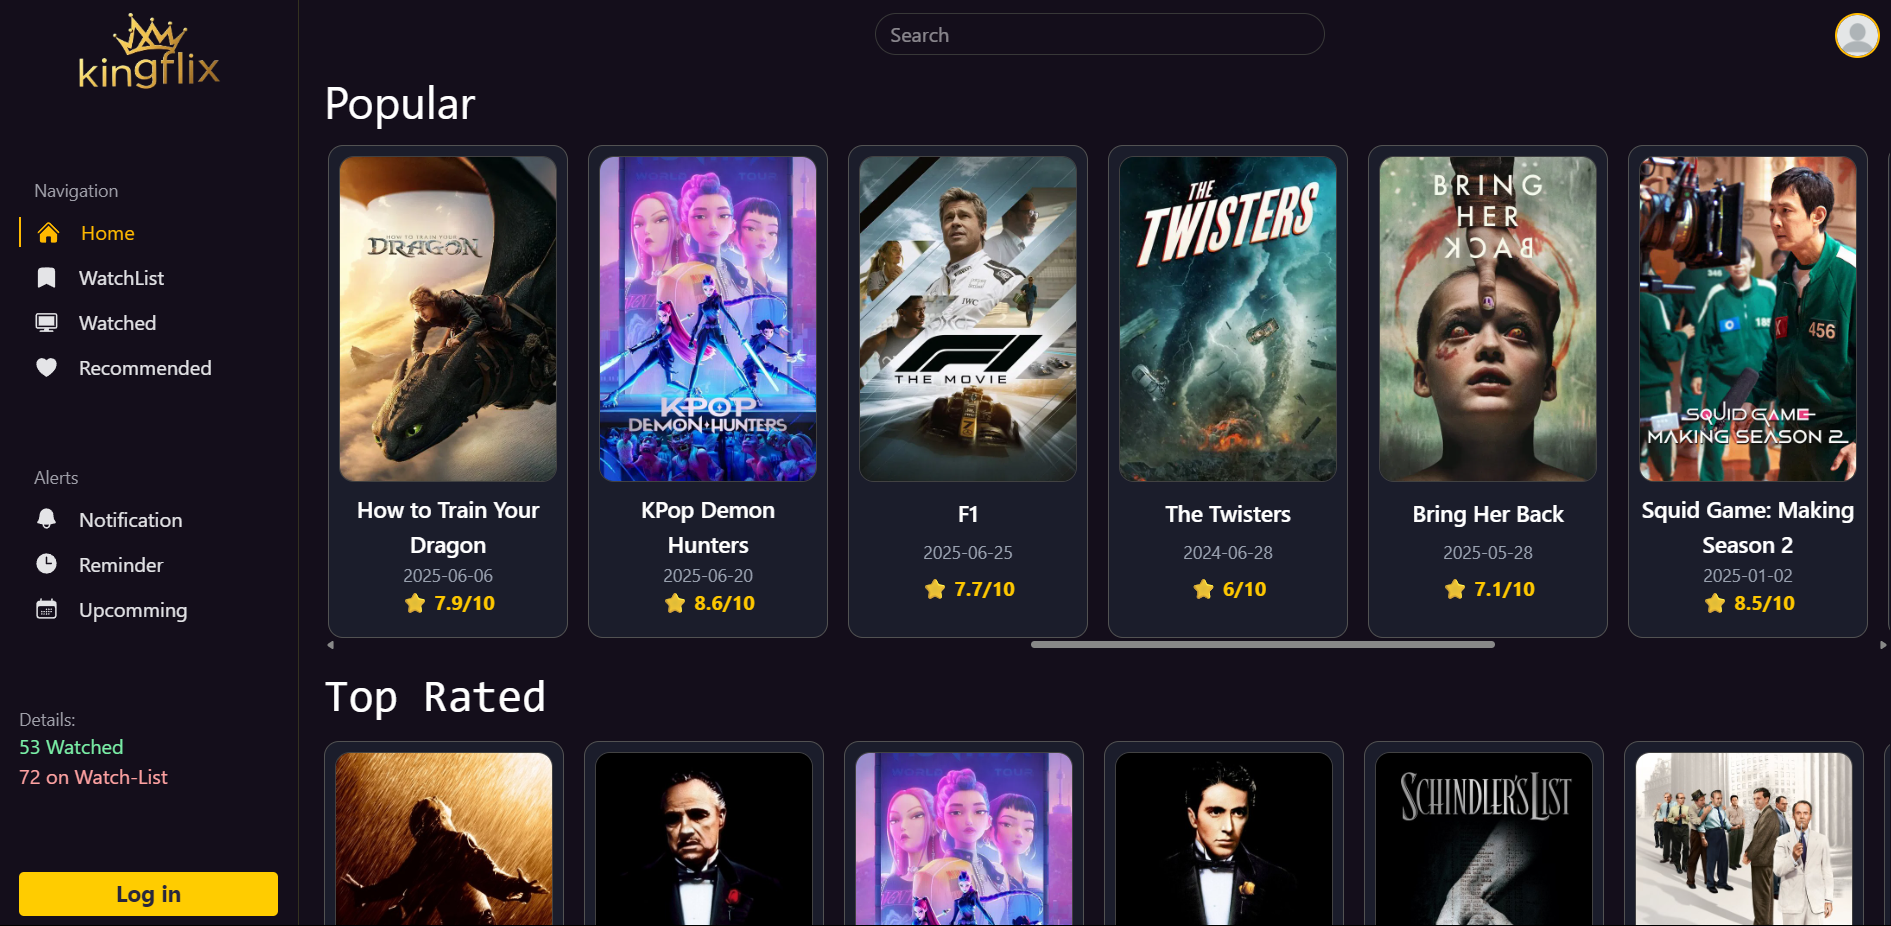 kingflix
Search
Navigation
Home
WatchList
Watched
Recommended
Alerts
Notification
Reminder
Upcomming
Details:
53 Watched
72 on Watch-List
Log in
Popular
HOW TO TRAIN YOUR
DRAGON
How to Train Your
Dragon
2025-06-06
7.9/10
WORLD TOUR
KPOP
DEMON HUNTERS
KPop Demon
Hunters
2025-06-20
8.6/10
IWC
F1
THE MOVIE
F1
2025-06-25
7.7/10
THE
TWISTERS
The Twisters
2024-06-28
6/10
BRING
HER
BACK
Bring Her Back
2025-05-28
7.1/10
456
SQUID GAME
MAKING SEASON 2
Squid Game: Making
Season 2
2025-01-02
8.5/10
Top Rated
WORLD TOUR
SCHINDLER'S LIST